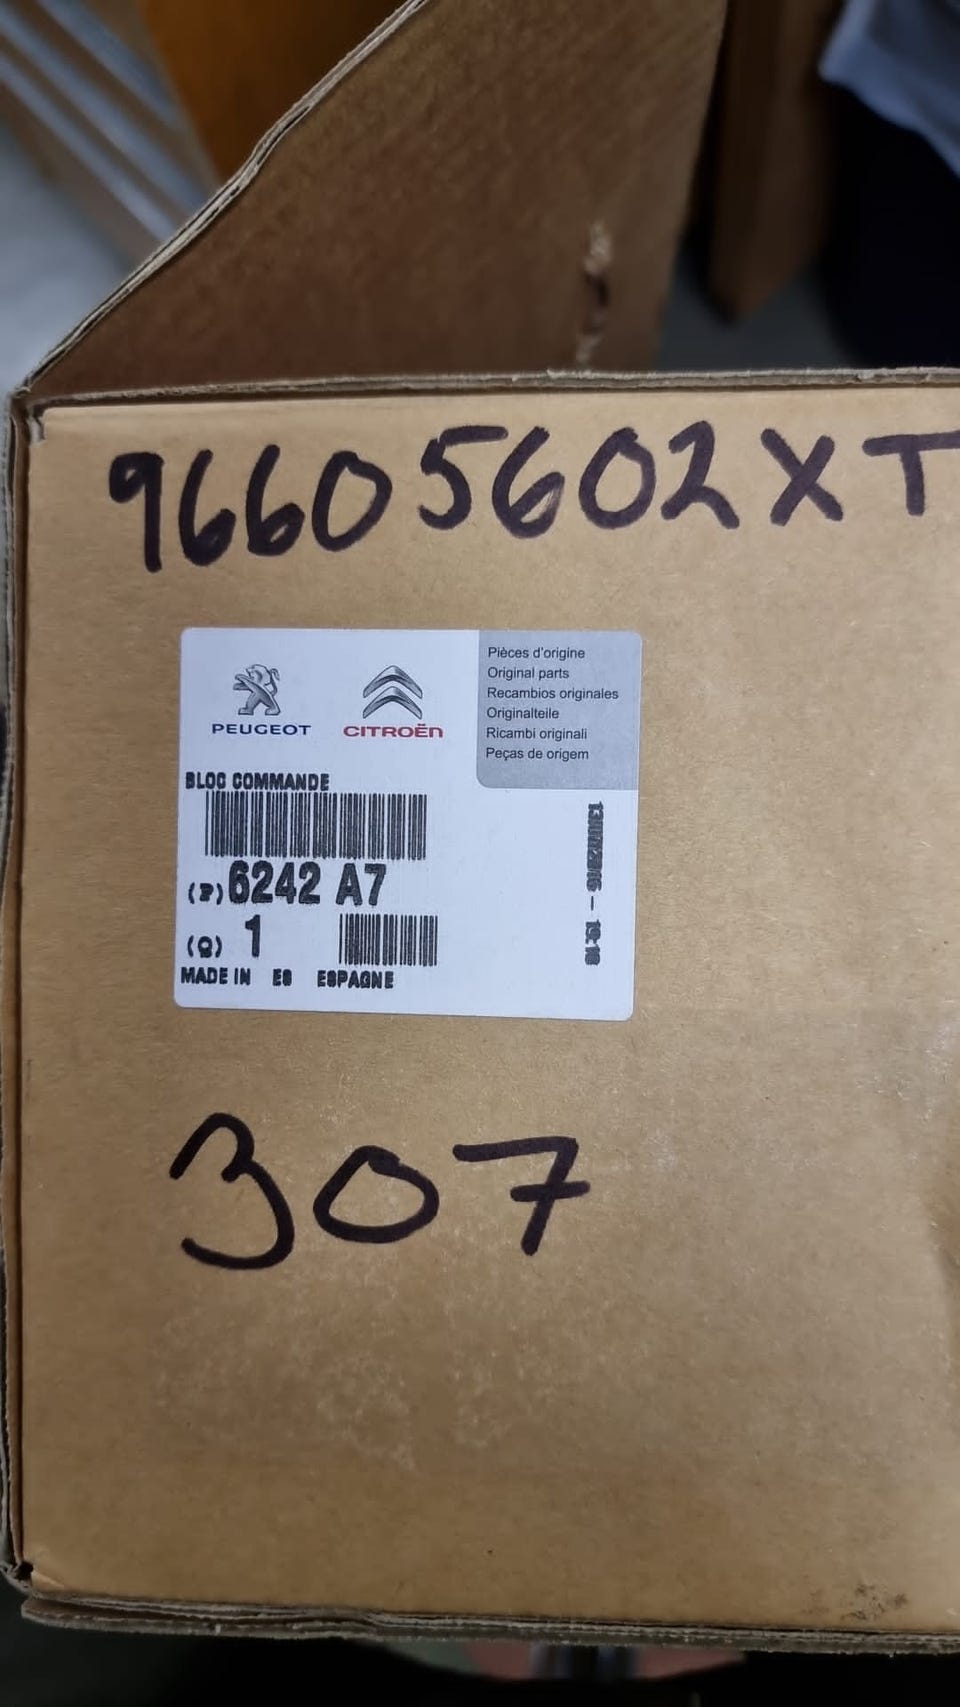 96605602XT
PEUGEOT
CITROËN
Pièces d'origine
Original parts
Recambios originales
Originalteile
Ricambi originali
Peças de origem
BLOC COMMANDE
(P) 6242 A7
(Q) 1
MADE IN ES ESPAGNE
307